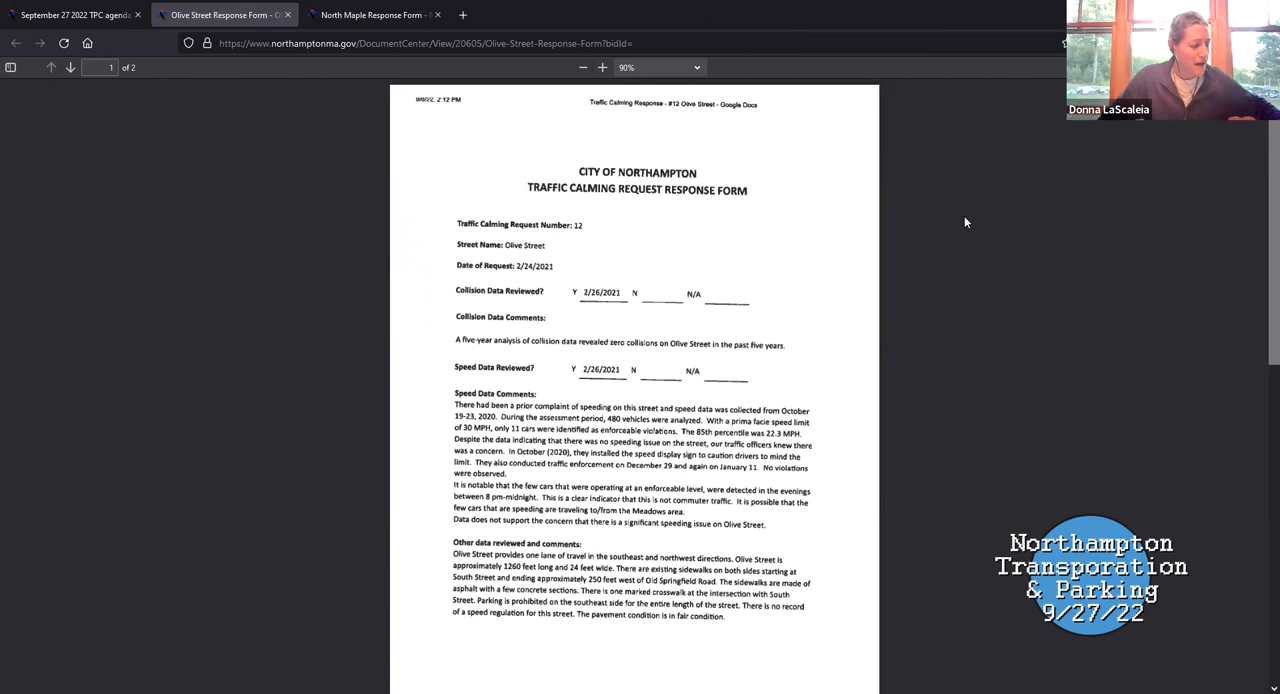 September 27 2022 TPC agenda
Olive Street Response Form - O
North Maple Response Form - N
https://www.northamptonma.gov/DocumentCenter/View/20605/Olive-Street-Response-Form?bidId=
1 of 2
90%
Donna LaScaleia
2:12 PM
Traffic Calming Response - #12 Olive Street - Google Docs
CITY OF NORTHAMPTON
TRAFFIC CALMING REQUEST RESPONSE FORM
Traffic Calming Request Number: 12
Street Name: Olive Street
Date of Request: 2/24/2021
Collision Data Reviewed? Y 2/26/2021 N N/A
Collision Data Comments:
A five-year analysis of collision data revealed zero collisions on Olive Street in the past five years.
Speed Data Reviewed? Y 2/26/2021 N N/A
Speed Data Comments:
There had been a prior complaint of speeding on this street and speed data was collected from October
19-23, 2020. During the assessment period, 480 vehicles were analyzed. With a prima facie speed limit
of 30 MPH, only 11 cars were identified as enforceable violations. The 85th percentile was 22.3 MPH.
Despite the data indicating that there was no speeding issue on the street, our traffic officers knew there
was a concern. In October (2020), they installed the speed display sign to caution drivers to mind the
limit. They also conducted traffic enforcement on December 29 and again on January 11. No violations
were observed.
It is notable that the few cars that were operating at an enforceable level, were detected in the evenings
between 8 pm-midnight. This is a clear indicator that this is not commuter traffic. It is possible that the
few cars that are speeding are traveling to/from the Meadows area.
Data does not support the concern that there is a significant speeding issue on Olive Street.
Other data reviewed and comments:
Olive Street provides one lane of travel in the southeast and northwest directions. Olive Street is
approximately 1260 feet long and 24 feet wide. There are existing sidewalks on both sides starting at
South Street and ending approximately 250 feet west of Old Springfield Road. The sidewalks are made of
asphalt with a few concrete sections. There is one marked crosswalk at the intersection with South
Street. Parking is prohibited on the southeast side for the entire length of the street. There is no record
of a speed regulation for this street. The pavement condition is in fair condition.
Northampton
Transporation
& Parking
9/27/22